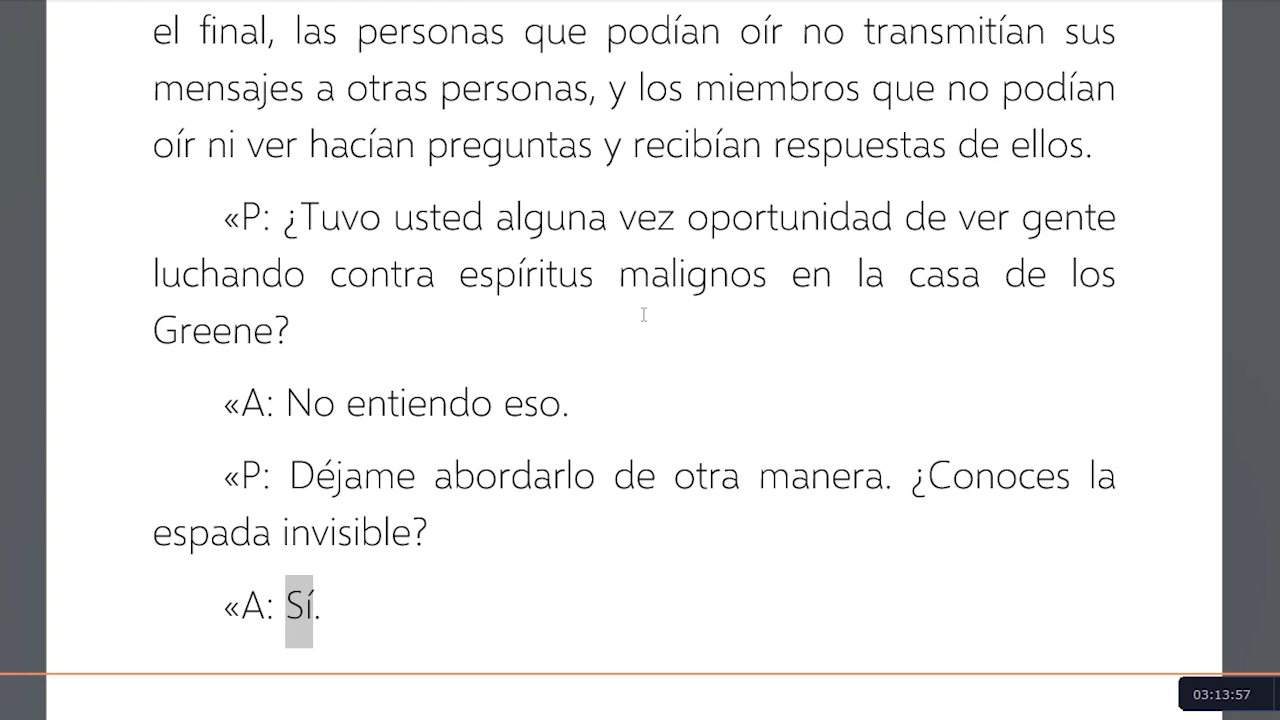 el final, las personas que podían oír no transmitían sus
mensajes a otras personas, y los miembros que no podían
oír ni ver hacían preguntas y recibían respuestas de ellos.
«P: ¿Tuvo usted alguna vez oportunidad de ver gente
luchando contra espíritus malignos en la casa de los
Greene?
«A: No entiendo eso.
«P: Déjame abordarlo de otra manera. ¿Conoces la
espada invisible?
«A: Sí.
03:13:57